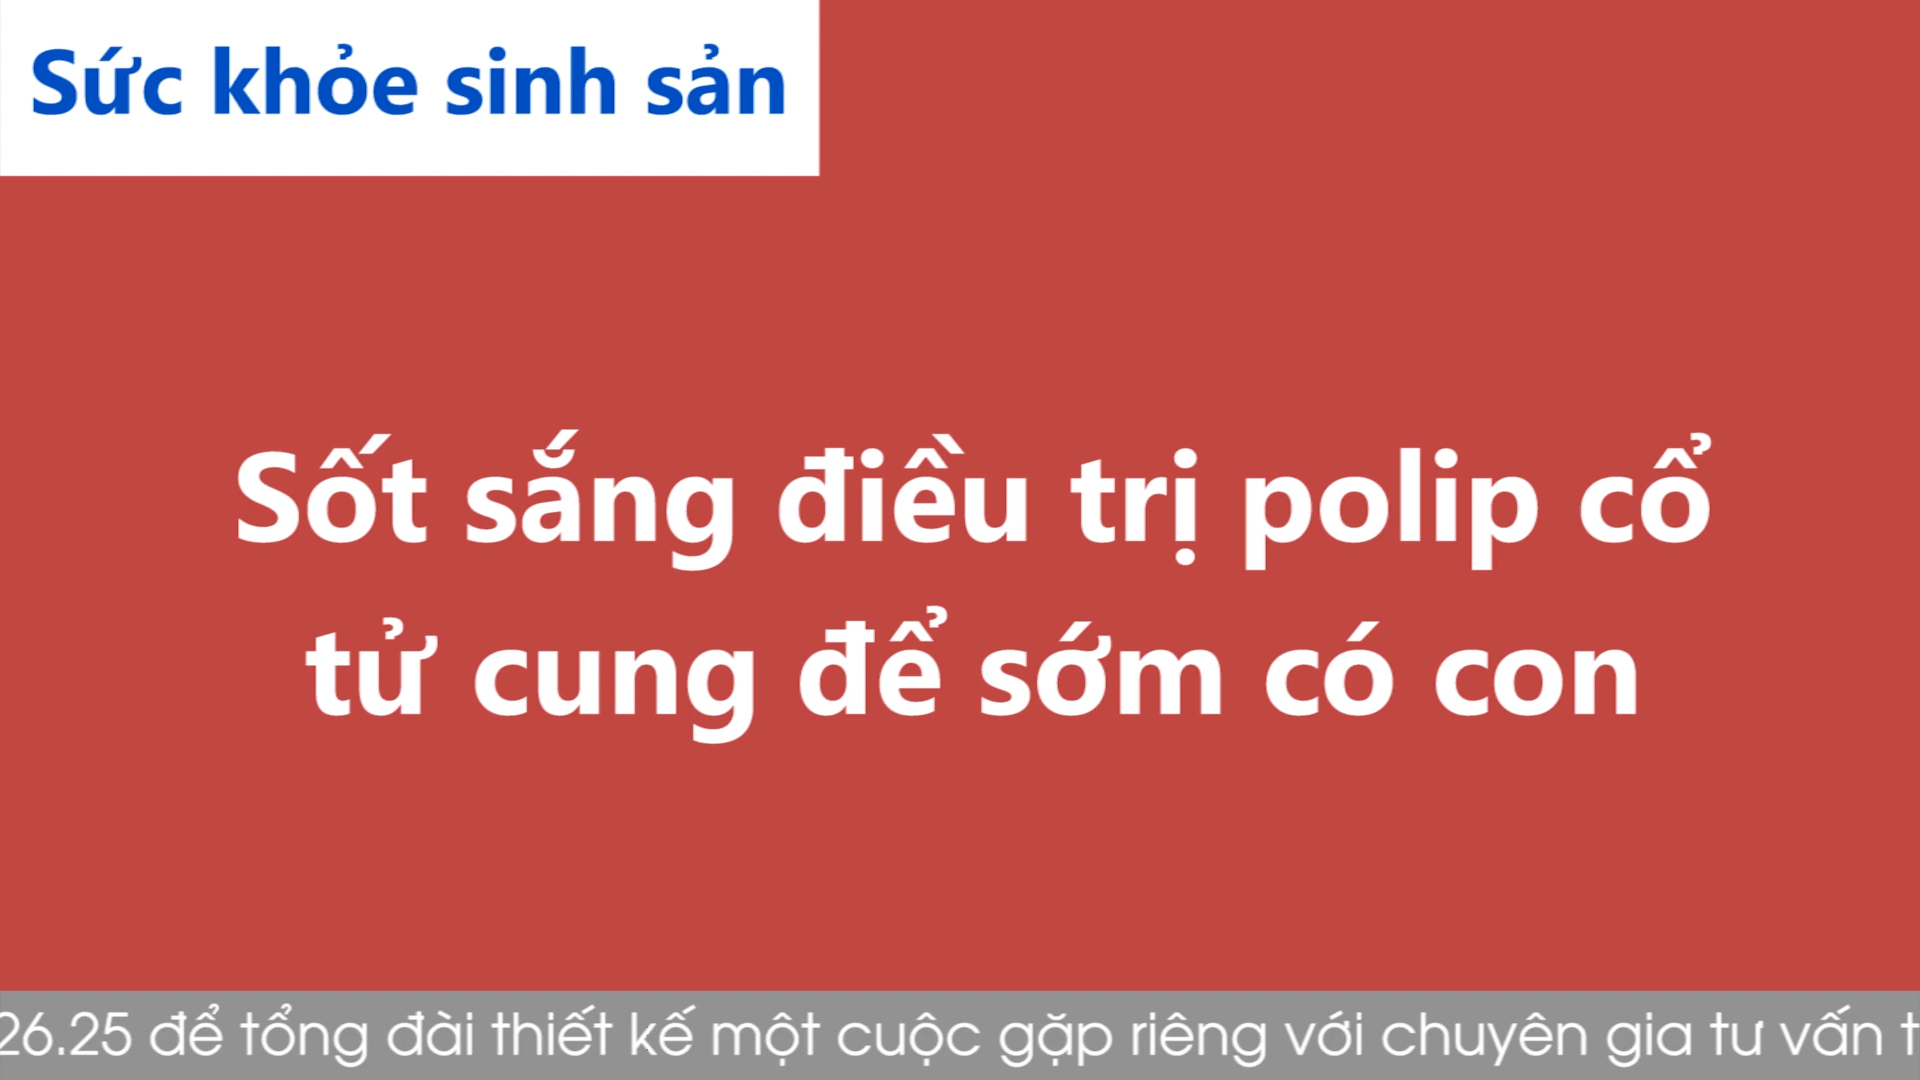 Sức khỏe sinh sản
Sốt sắng điều trị polip cổ
tử cung để sớm có con
26.25 để tổng đài thiết kế một cuộc gặp riêng với chuyên gia tư vấn t